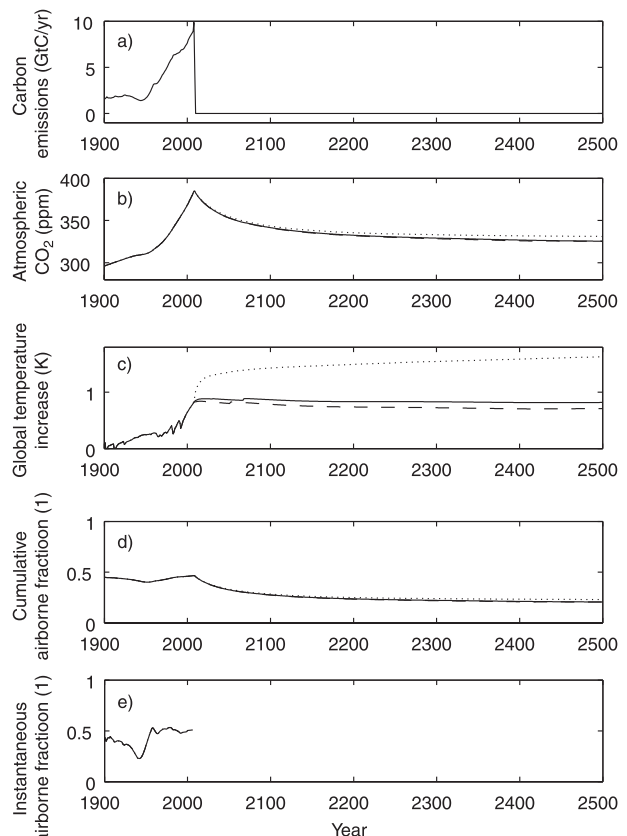 Carbon
emissions (GtC/yr)
10
5
0
a)
1900 2000 2100 2200 2300 2400 2500
Atmospheric
CO2 (ppm)
400
350
300
b)
1900 2000 2100 2200 2300 2400 2500
Global temperature
increase (K)
1
0
c)
1900 2000 2100 2200 2300 2400 2500
Cumulative
airborne fractioon (1)
1
0.5
0
d)
1900 2000 2100 2200 2300 2400 2500
Instantaneous
airborne fractioon (1)
1
0.5
0
e)
1900 2000 2100 2200 2300 2400 2500
Year